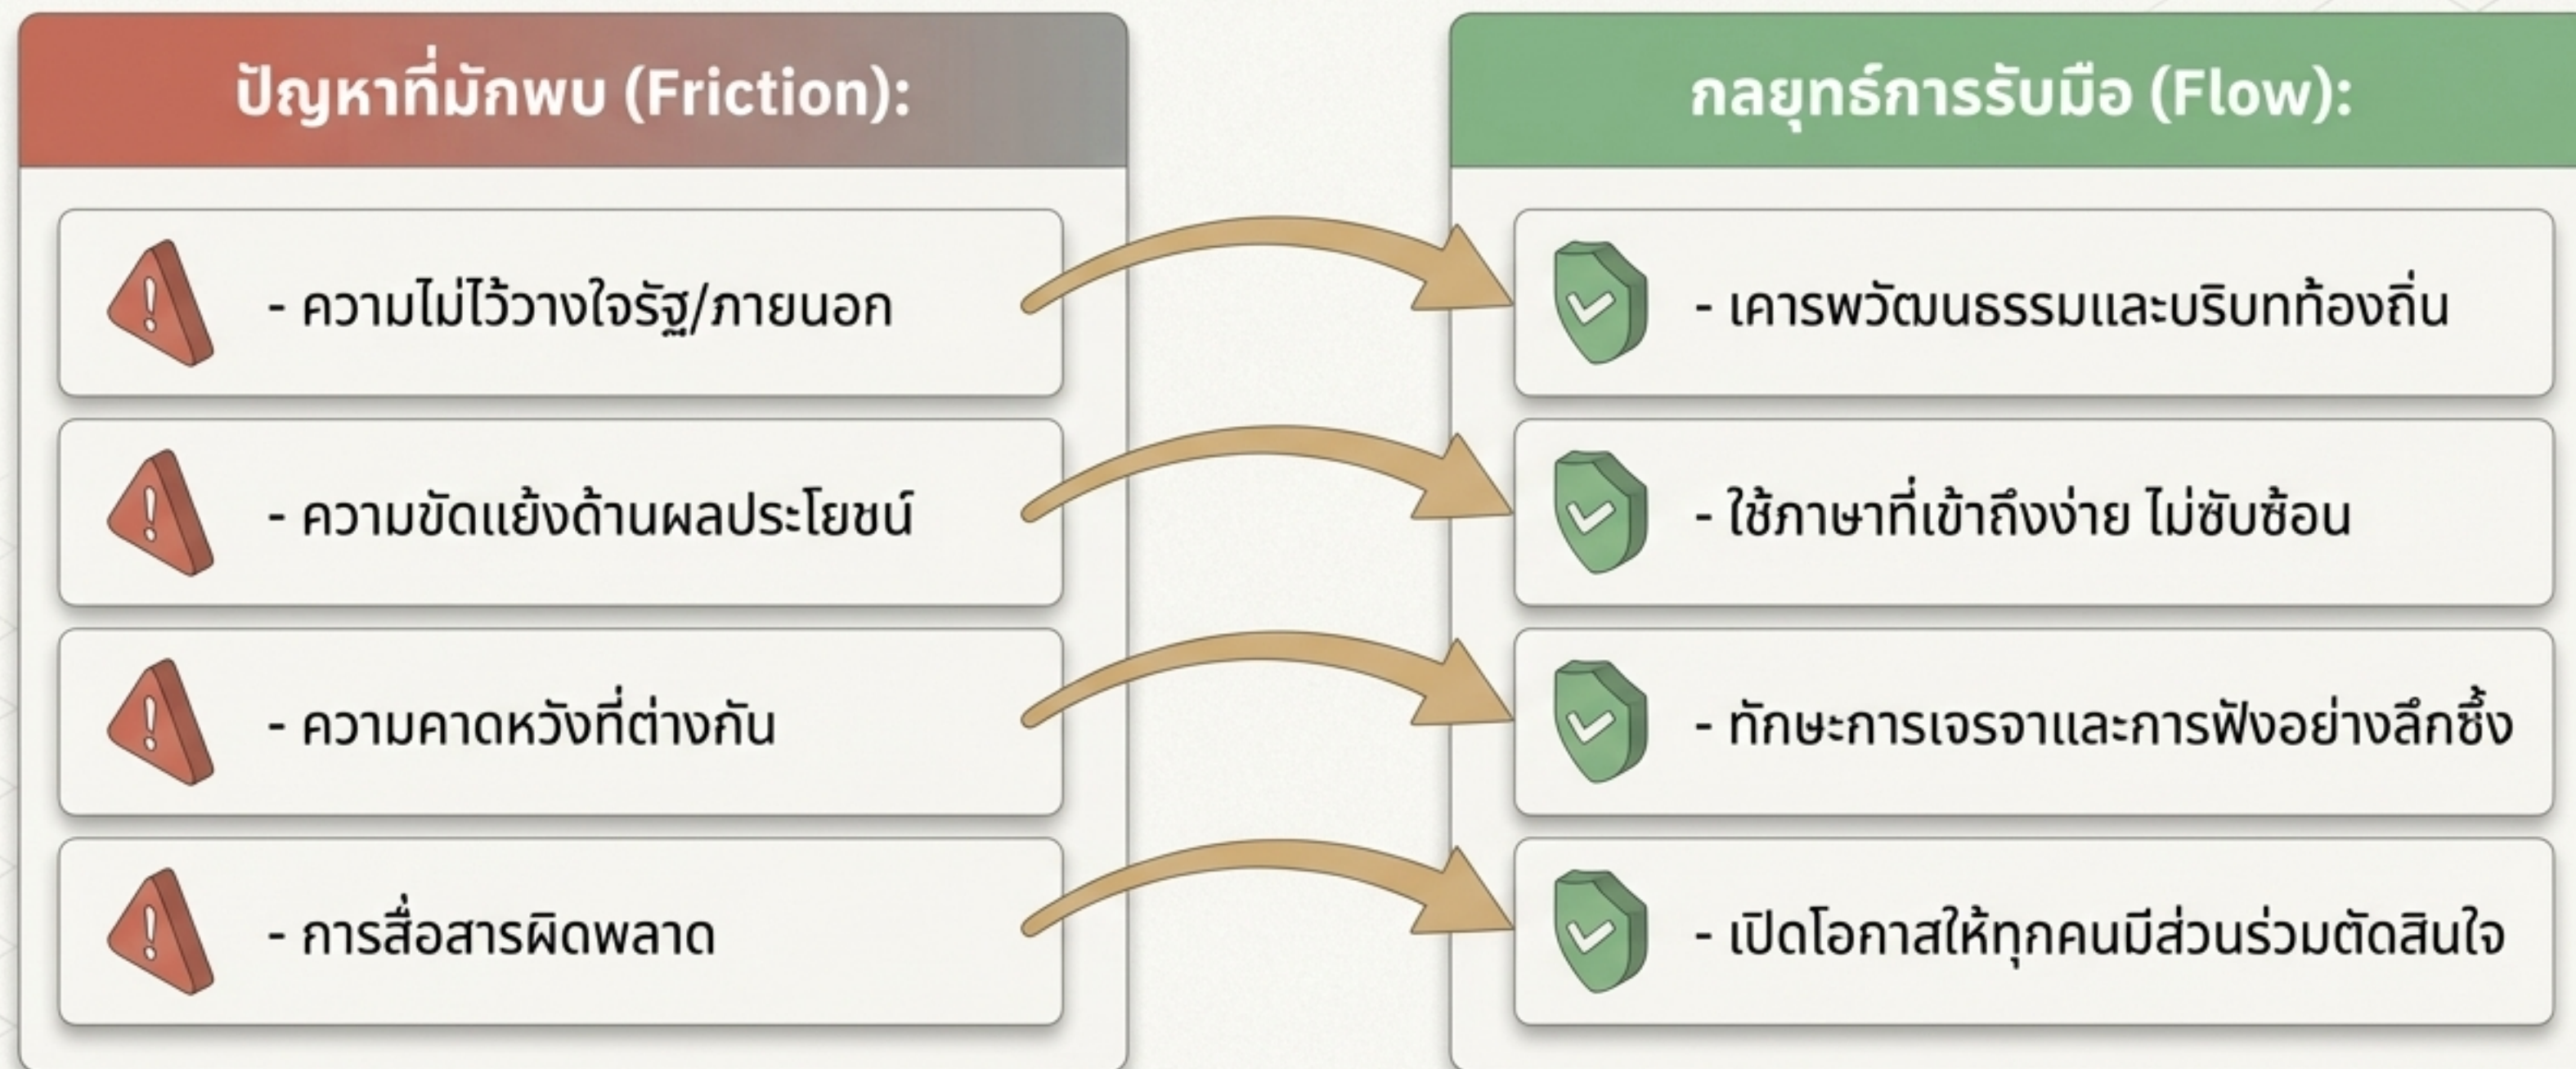 ปัญหาที่มักพบ (Friction):
- ความไม่ไว้วางใจรัฐ/ภายนอก
- ความขัดแย้งด้านผลประโยชน์
- ความคาดหวังที่ต่างกัน
- การสื่อสารผิดพลาด
กลยุทธ์การรับมือ (Flow):
- เคารพวัฒนธรรมและบริบทท้องถิ่น
- ใช้ภาษาที่เข้าถึงง่าย ไม่ซับซ้อน
- ทักษะการเจรจาและการฟังอย่างลึกซึ้ง
- เปิดโอกาสให้ทุกคนมีส่วนร่วมตัดสินใจ